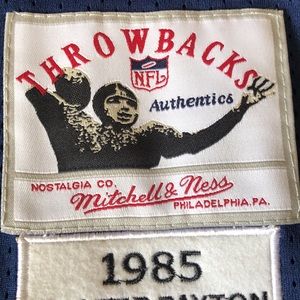 THROWBACKS
NFL
Authentics
NOSTALGIA CO.
Mitchell & Ness
PHILADELPHIA, PA.
1985